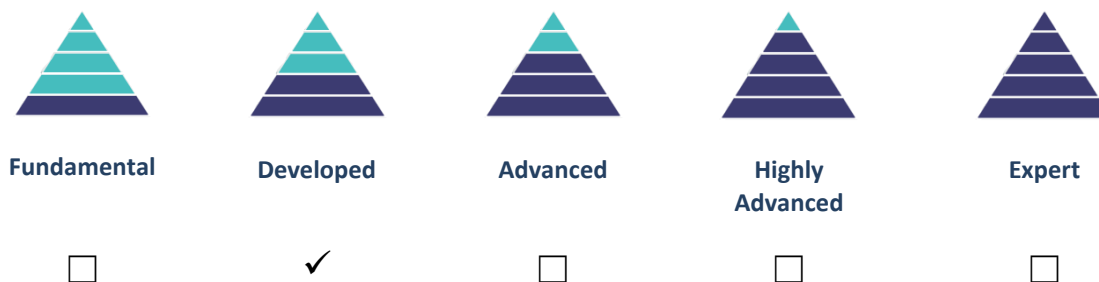 Fundamental Developed Advanced Highly Advanced Expert
☐ ✓ ☐ ☐ ☐